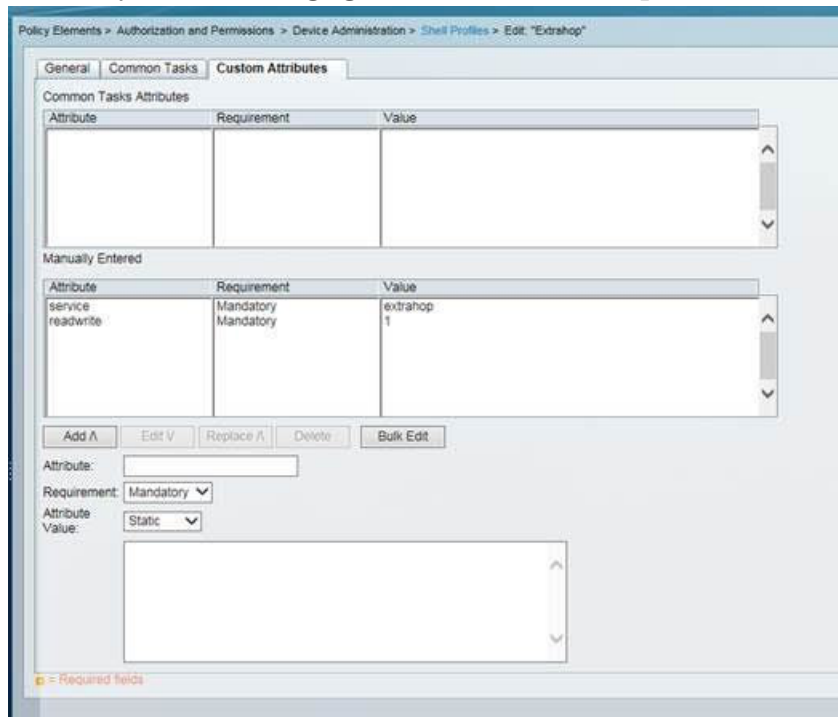 Policy Elements > Authorization and Permissions > Device Administration > Shell Profiles > Edit: "Extrahop"
General Common Tasks Custom Attributes
Common Tasks Attributes
Attribute Requirement Value
Manually Entered
Attribute Requirement Value
service Mandatory extrahop
readwrite Mandatory 1
Add /\ Edit V Replace /\ Delete Bulk Edit
Attribute:
Requirement: Mandatory
Attribute Value: Static
= Required fields